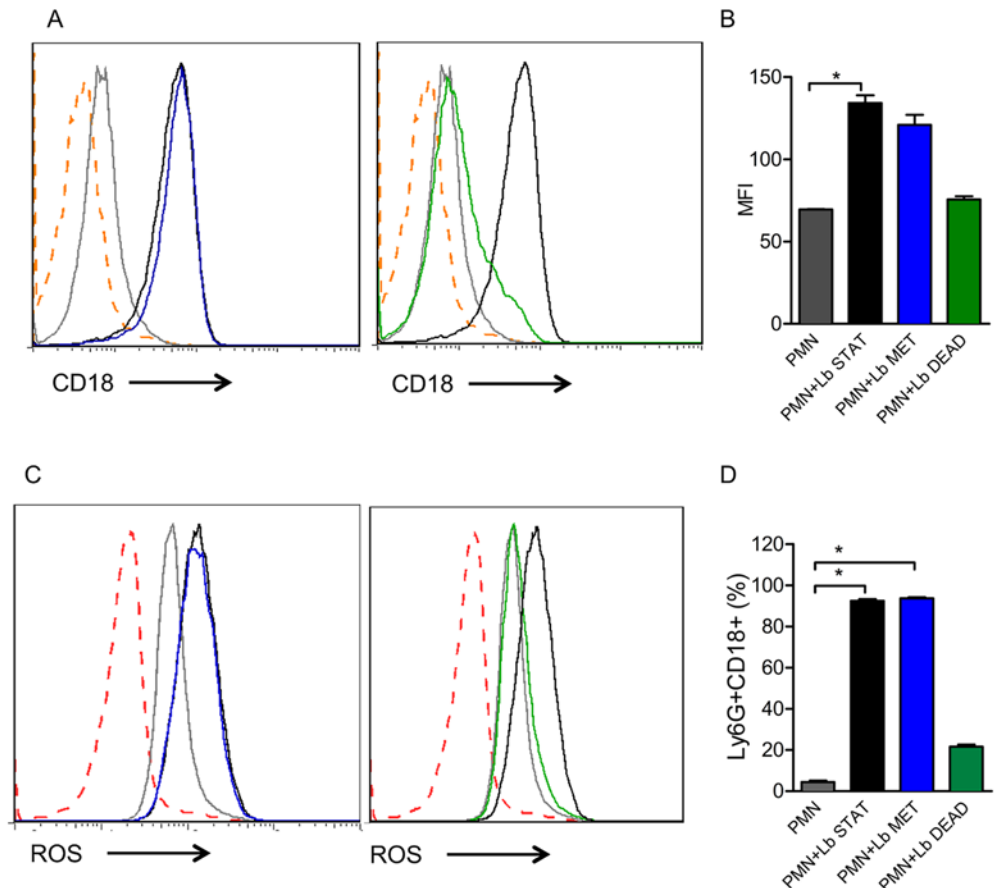 A
CD18
CD18
B
MFI
150
100
50
0
*
PMN
PMN+Lb STAT
PMN+Lb MET
PMN+Lb DEAD
C
ROS
ROS
D
Ly6G+CD18+ (%)
120
100
80
60
40
20
0
*
*
PMN
PMN+Lb STAT
PMN+Lb MET
PMN+Lb DEAD